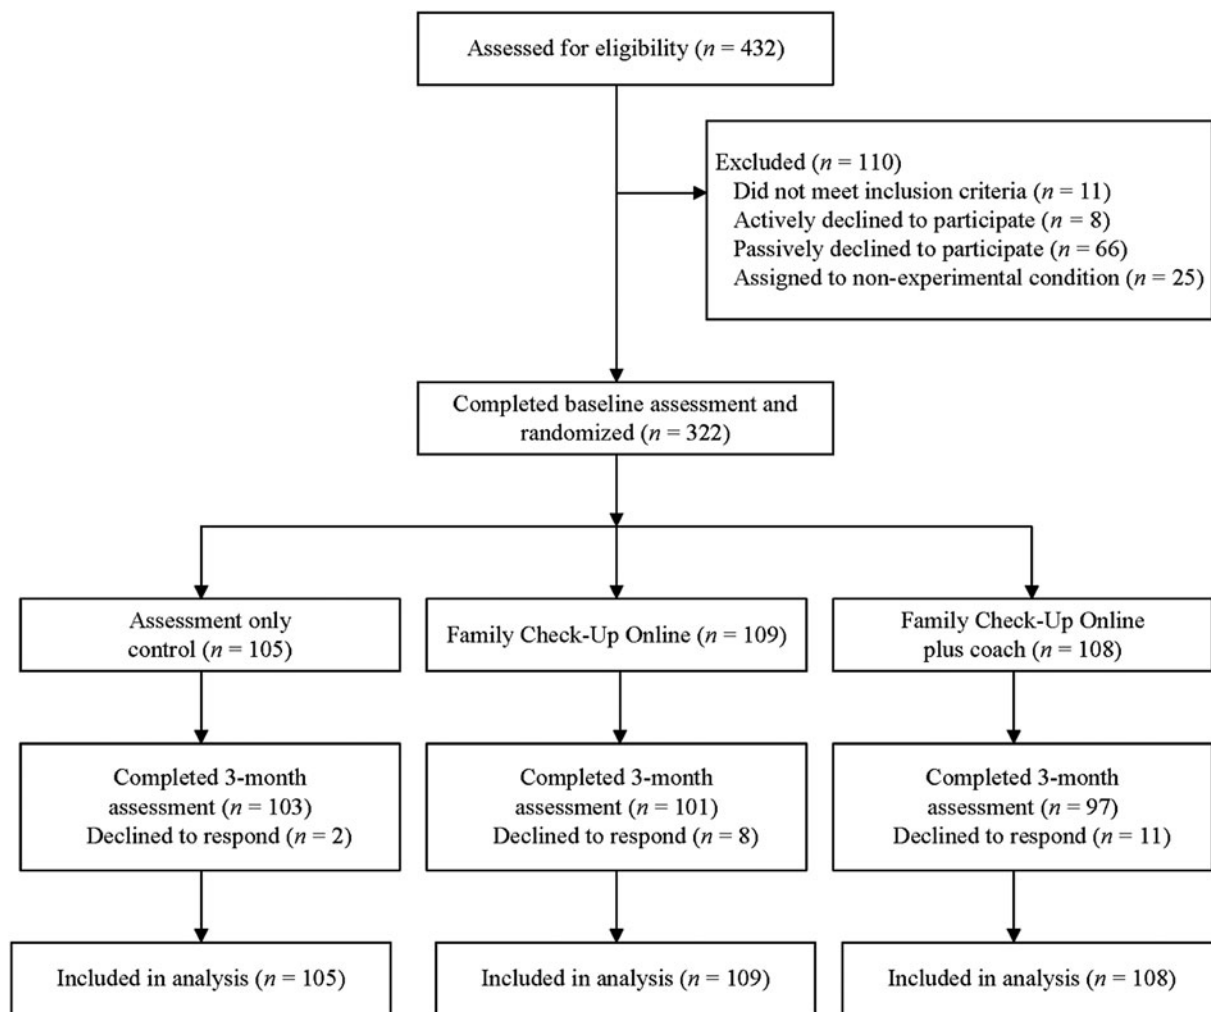 Assessed for eligibility (n = 432)
Excluded (n = 110)
Did not meet inclusion criteria (n = 11)
Actively declined to participate (n = 8)
Passively declined to participate (n = 66)
Assigned to non-experimental condition (n = 25)
Completed baseline assessment and
randomized (n = 322)
Assessment only
control (n = 105)
Family Check-Up Online (n = 109)
Family Check-Up Online
plus coach (n = 108)
Completed 3-month
assessment (n = 103)
Declined to respond (n = 2)
Completed 3-month
assessment (n = 101)
Declined to respond (n = 8)
Completed 3-month
assessment (n = 97)
Declined to respond (n = 11)
Included in analysis (n = 105)
Included in analysis (n = 109)
Included in analysis (n = 108)